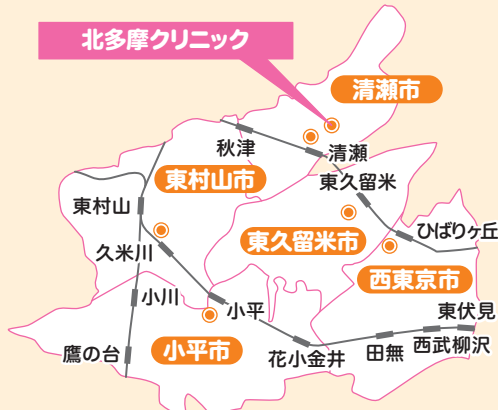 北多摩クリニック
清瀬市
秋津
清瀬
東村山市
東久留米
東村山
ひばりヶ丘
東久留米市
久米川
西東京市
小川
小平
東伏見
小平市
鷹の台
花小金井
田無
西武柳沢